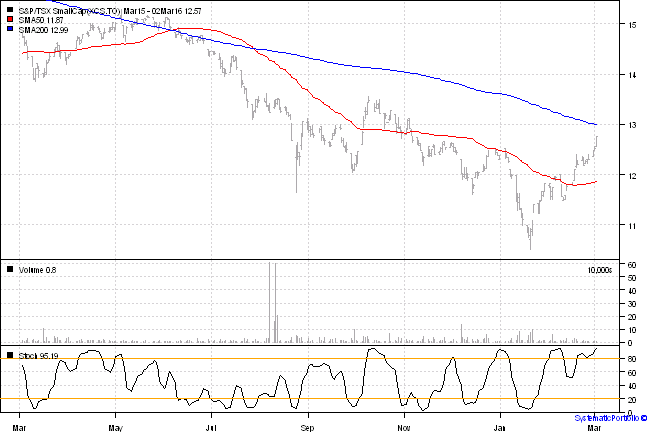 S&P/TSX SmallCap(XCS.TO) Mar15 - 02Mar16 12.57
SMA50 11.87
SMA200 12.99
15
14
13
12
11
Volume 0.8
10,000s
60
50
40
30
20
10
0
Stoch 95.19
80
60
40
20
0
Mar
May
Jul
Sep
Nov
Jan
Mar
SystematicPortfolio ©